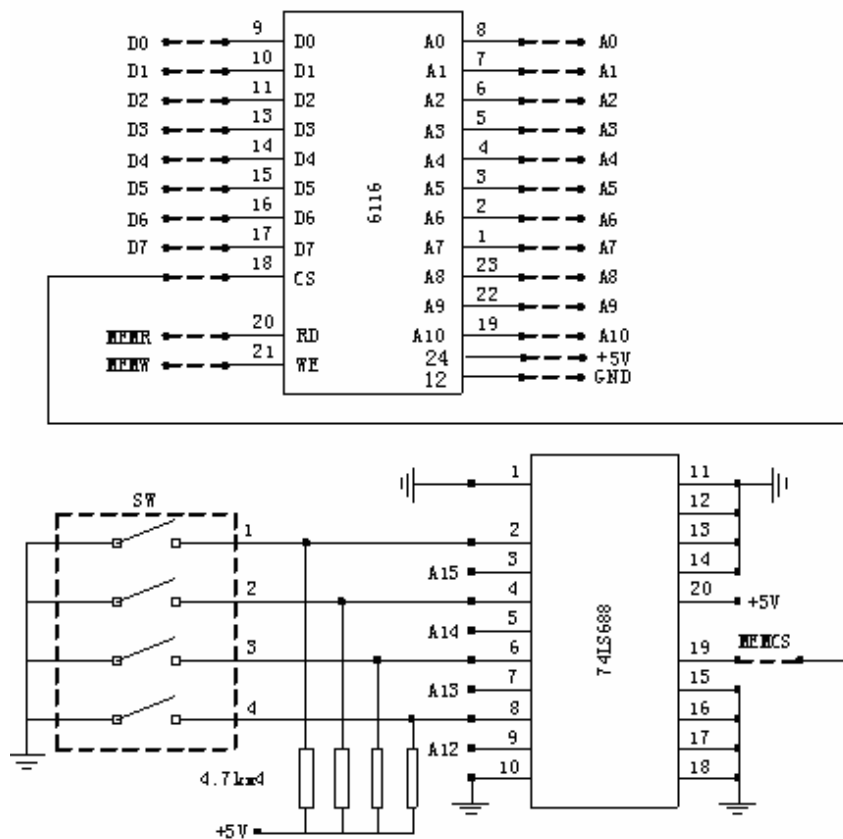 D0 9 D0 A0 8 A0
D1 10 D1 A1 7 A1
D2 11 D2 A2 6 A2
D3 13 D3 A3 5 A3
D4 14 D4 A4 4 A4
D5 15 D5 A5 3 A5
D6 16 D6 A6 2 A6
D7 17 D7 A7 1 A7
18 CS A8 23 A8
A9 22 A9
MEMR 20 RD A10 19 A10
MEMW 21 WE 24 +5V
12 GND
6116
SW
1 11
12
1 2 13
A15 3 14
2 4 20 +5V
A14 5
3 6 19 MEMCS
A13 7 15
4 8 16
A12 9 17
10 18
74LS688
4.7k×4
+5V